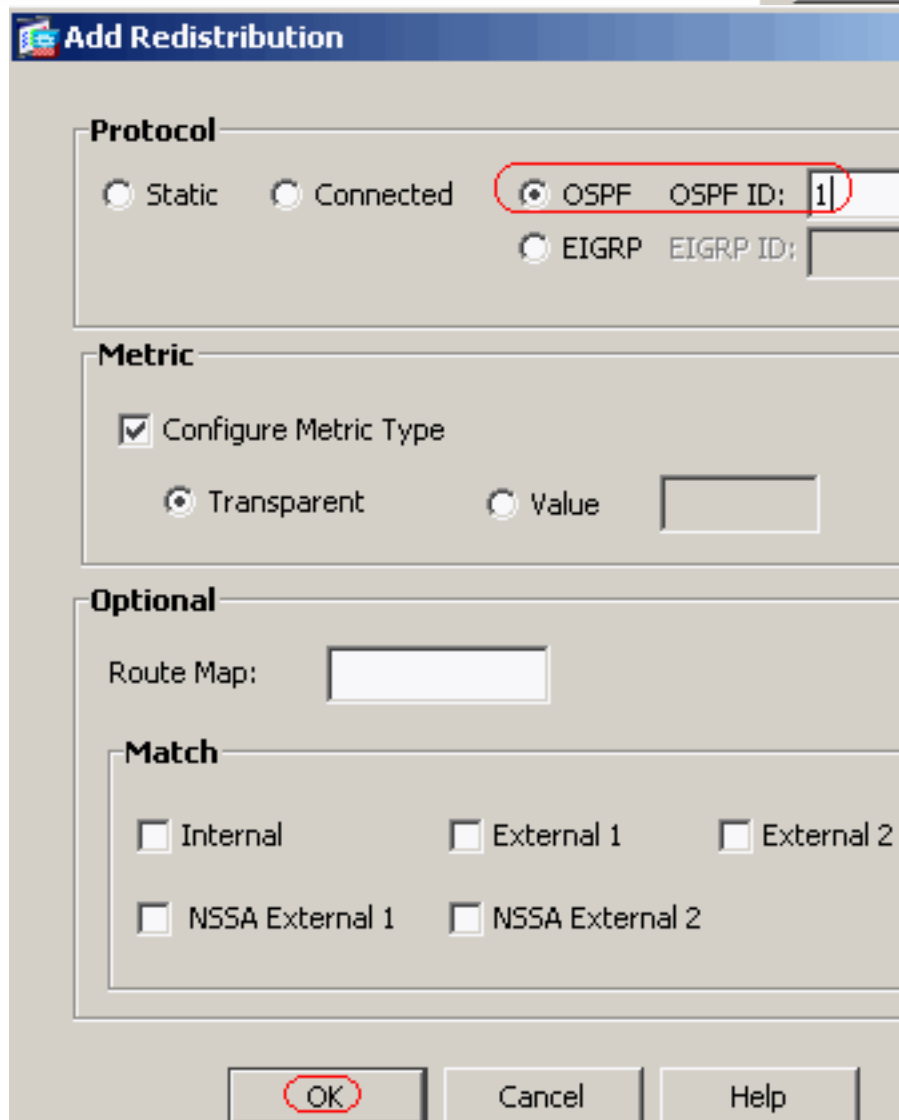 Add Redistribution
Protocol
Static Connected OSPF OSPF ID: 1
EIGRP EIGRP ID:
Metric
Configure Metric Type
Transparent Value
Optional
Route Map:
Match
Internal External 1 External 2
NSSA External 1 NSSA External 2
OK Cancel Help